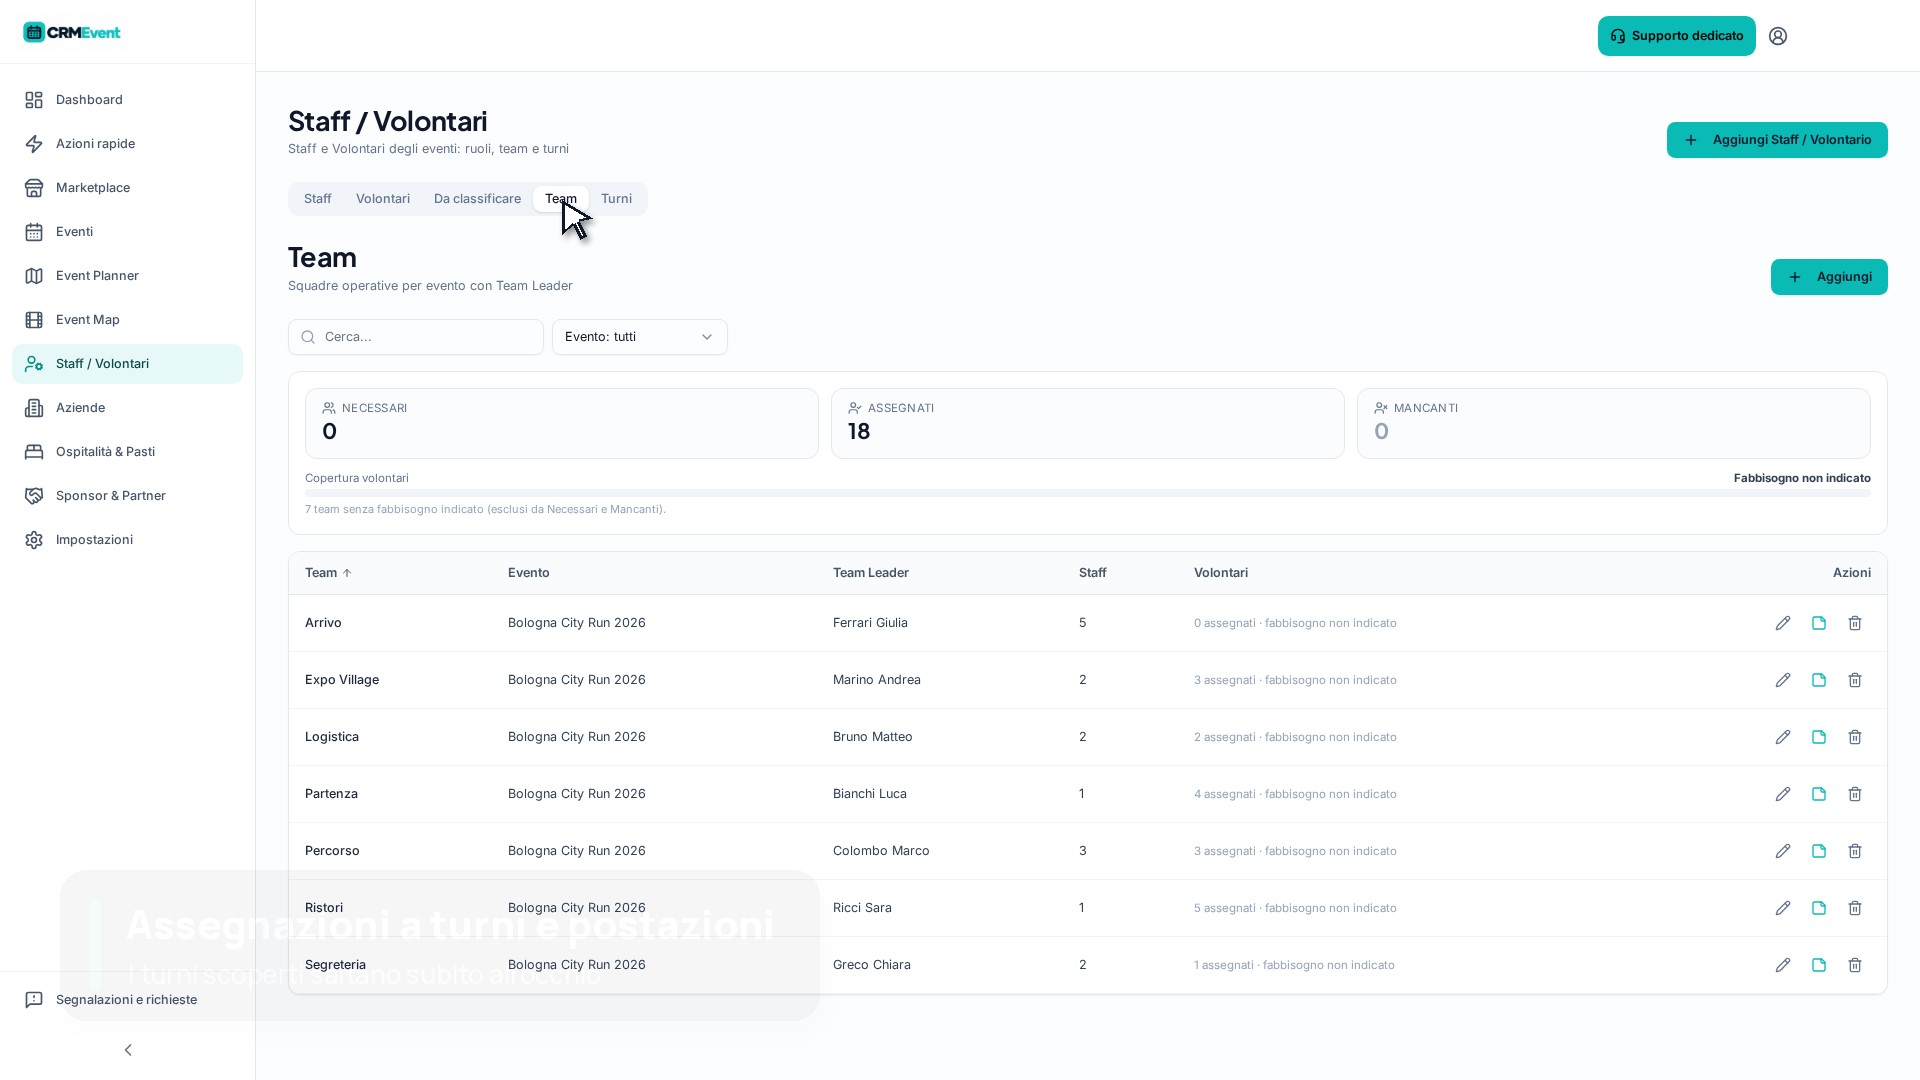 CRMEvent
Supporto dedicato
Dashboard
Azioni rapide
Marketplace
Eventi
Event Planner
Event Map
Staff / Volontari
Aziende
Ospitalità & Pasti
Sponsor & Partner
Impostazioni
Segnalazioni e richieste
Staff / Volontari
Staff e Volontari degli eventi: ruoli, team e turni
Aggiungi Staff / Volontario
Staff Volontari Da classificare Team Turni
Team
Squadre operative per evento con Team Leader
Aggiungi
Cerca... Evento: tutti
NECESSARI
0
ASSEGNATI
18
MANCANTI
0
Copertura volontari Fabbisogno non indicato
7 team senza fabbisogno indicato (esclusi da Necessari e Mancanti).
Team Evento Team Leader Staff Volontari Azioni
Arrivo Bologna City Run 2026 Ferrari Giulia 5 0 assegnati · fabbisogno non indicato
Expo Village Bologna City Run 2026 Marino Andrea 2 3 assegnati · fabbisogno non indicato
Logistica Bologna City Run 2026 Bruno Matteo 2 2 assegnati · fabbisogno non indicato
Partenza Bologna City Run 2026 Bianchi Luca 1 4 assegnati · fabbisogno non indicato
Percorso Bologna City Run 2026 Colombo Marco 3 3 assegnati · fabbisogno non indicato
Ristori Bologna City Run 2026 Ricci Sara 1 5 assegnati · fabbisogno non indicato
Segreteria Bologna City Run 2026 Greco Chiara 2 1 assegnati · fabbisogno non indicato
Assegnazioni a turni e postazioni
I turni scoperti saltano subito all'occhio